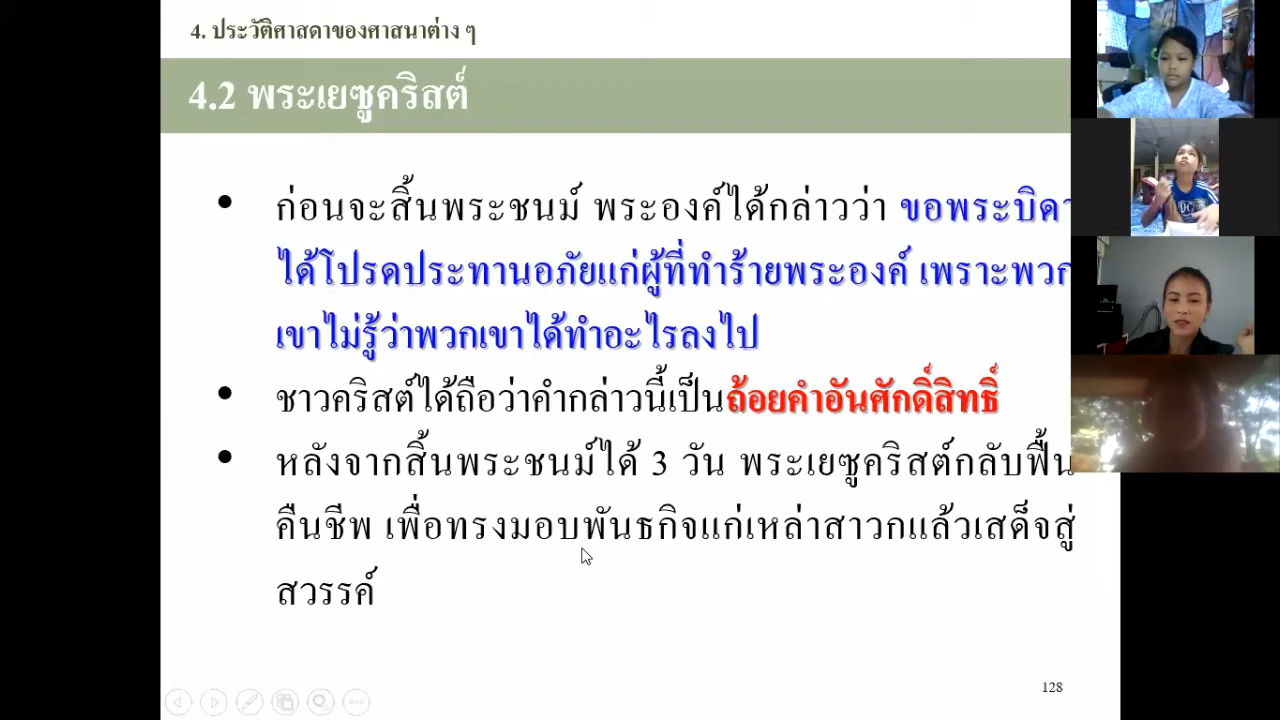 4. ประวัติศาสดาของศาสนาต่าง ๆ
4.2 พระเยซูคริสต์
• ก่อนจะสิ้นพระชนม์ พระองค์ได้กล่าวว่า ขอพระบิดา
ได้โปรดประทานอภัยแก่ผู้ที่ทำร้ายพระองค์ เพราะพวก
เขาไม่รู้ว่าพวกเขาได้ทำอะไรลงไป
• ชาวคริสต์ได้ถือว่าคำกล่าวนี้เป็นถ้อยคำอันศักดิ์สิทธิ์
• หลังจากสิ้นพระชนม์ได้ 3 วัน พระเยซูคริสต์กลับฟื้น
คืนชีพ เพื่อทรงมอบพันธกิจแก่เหล่าสาวกแล้วเสด็จสู่
สวรรค์
128